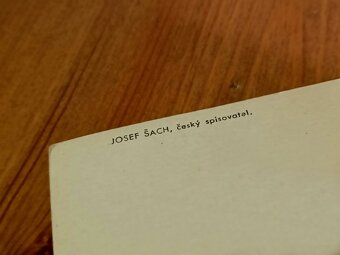 JOSEF ŠACH, český spisovatel.